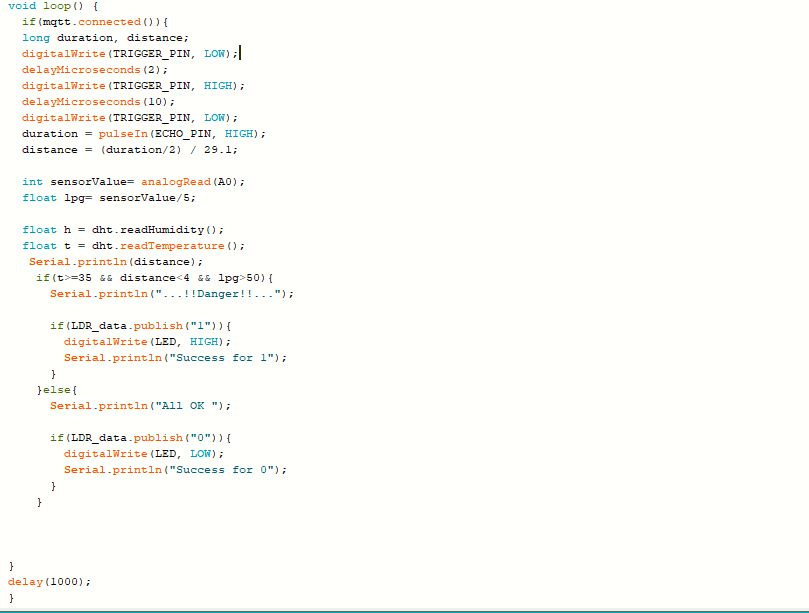 void loop() {
if(mqtt.connected()){
long duration, distance;
digitalWrite(TRIGGER_PIN, LOW);
delayMicroseconds(2);
digitalWrite(TRIGGER_PIN, HIGH);
delayMicroseconds(10);
digitalWrite(TRIGGER_PIN, LOW);
duration = pulseIn(ECHO_PIN, HIGH);
distance = (duration/2) / 29.1;
int sensorValue= analogRead(A0);
float lpg= sensorValue/5;
float h = dht.readHumidity();
float t = dht.readTemperature();
Serial.println(distance);
if(t>=35 && distance<4 && lpg>50){
Serial.println("...!!Danger!!...");
if(LDR_data.publish("1")){
digitalWrite(LED, HIGH);
Serial.println("Success for 1");
}
}else{
Serial.println("All OK ");
if(LDR_data.publish("0")){
digitalWrite(LED, LOW);
Serial.println("Success for 0");
}
}
}
delay(1000);
}